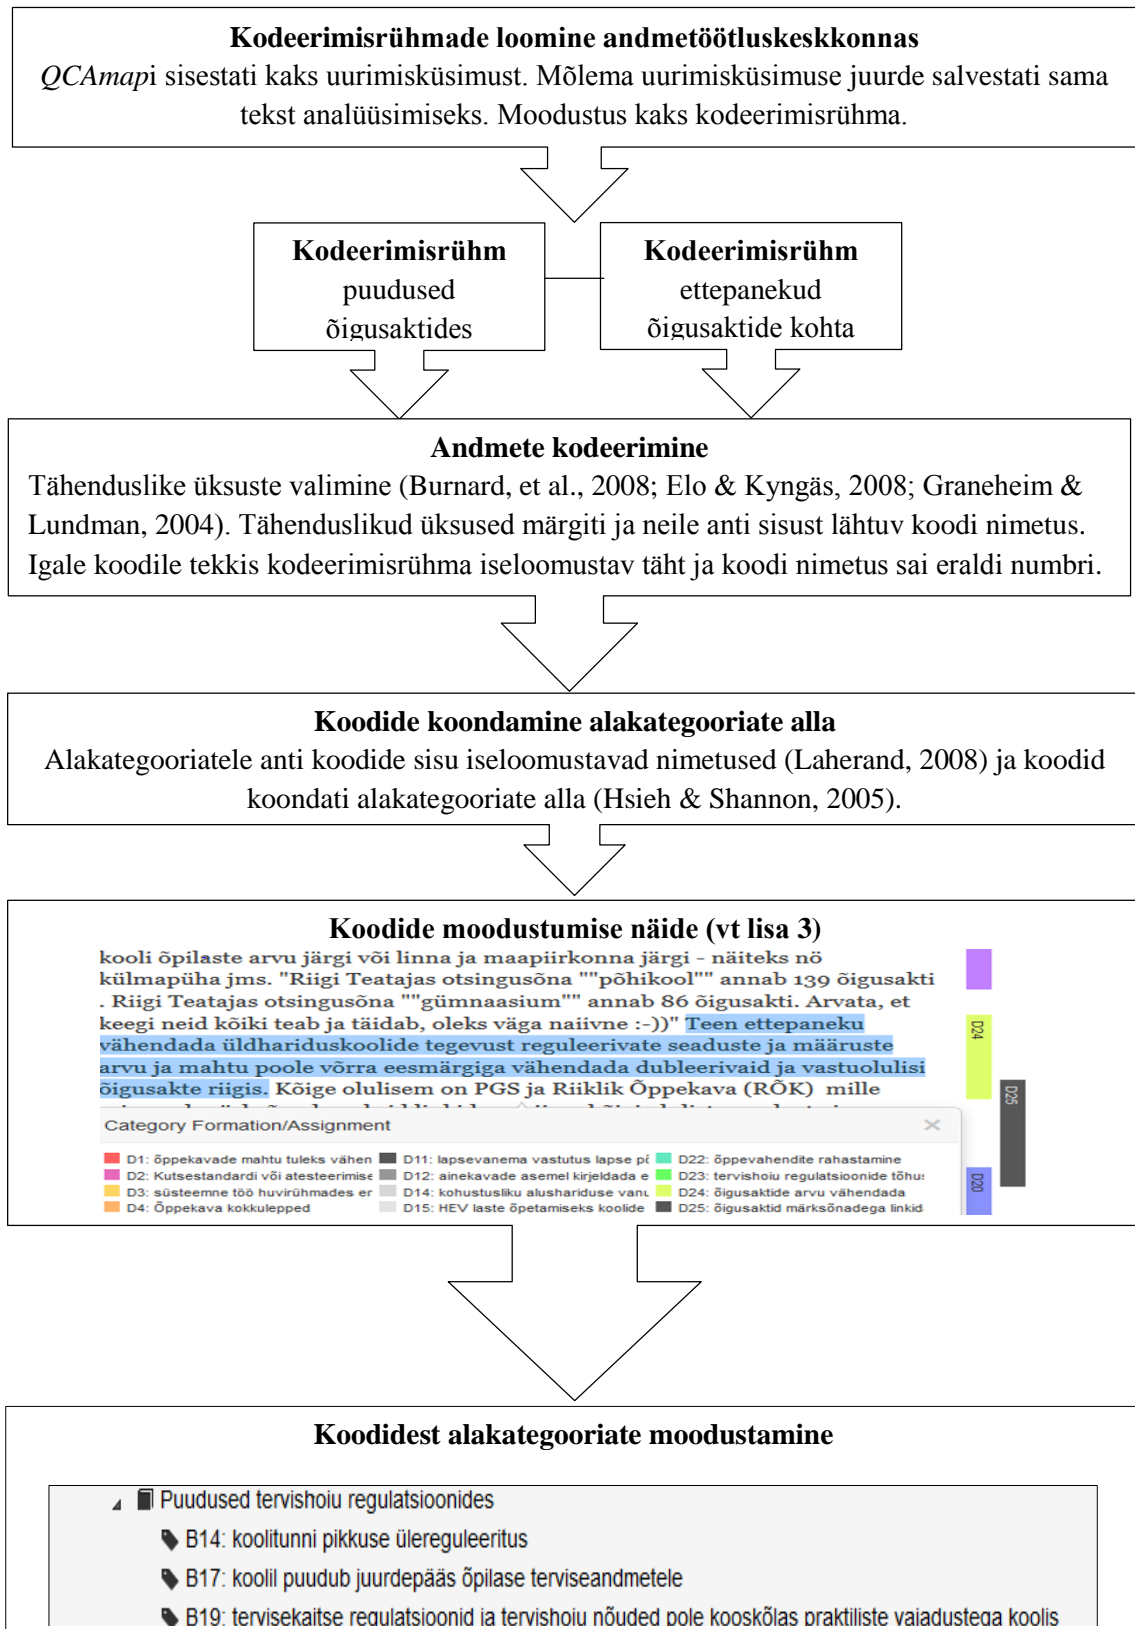 Kodeerimisrühmade loomine andmetöötluskeskkonnas
QCAmapi sisestati kaks uurimisküsimust. Mõlema uurimisküsimuse juurde salvestati sama
tekst analüüsimiseks. Moodustus kaks kodeerimisrühma.
Kodeerimisrühm
puudused
õigusaktides
Kodeerimisrühm
ettepanekud
õigusaktide kohta
Andmete kodeerimine
Tähenduslike üksuste valimine (Burnard, et al., 2008; Elo & Kyngäs, 2008; Graneheim &
Lundman, 2004). Tähenduslikud üksused märgiti ja neile anti sisust lähtuv koodi nimetus.
Igale koodile tekkis kodeerimisrühma iseloomustav täht ja koodi nimetus sai eraldi numbri.
Koodide koondamine alakategooriate alla
Alakategooriatele anti koodide sisu iseloomustavad nimetused (Laherand, 2008) ja koodid
koondati alakategooriate alla (Hsieh & Shannon, 2005).
Koodide moodustumise näide (vt lisa 3)
kooli õpilaste arvu järgi või linna ja maapiirkonna järgi - näiteks nö
külmapüha jms. "Riigi Teatajas otsingusõna ""põhikool"" annab 139 õigusakti
. Riigi Teatajas otsingusõna ""gümnaasium"" annab 86 õigusakti. Arvata, et
keegi neid kõiki teab ja täidab, oleks väga naiivne :-))" Teen ettepaneku
vähendada üldhariduskoolide tegevust reguleerivate seaduste ja määruste
arvu ja mahtu poole võrra eesmärgiga vähendada dubleerivaid ja vastuolulisi
õigusakte riigis. Kõige olulisem on PGS ja Riiklik Õppekava (RÕK) mille
D24
D25
D20
Category Formation/Assignment
D1: õppekavade mahtu tuleks vähen
D11: lapsevanema vastutus lapse
D22: õppevahendite rahastamine
D2: Kutsestandardi või atesteerimise
D12: ainekavade asemel kirjeldada e
D23: tervishoiu regulatsioonide tõhu
D3: süsteemne töö huvirühmades er
D14: kohustusliku alushariduse vanu
D24: õigusaktide arvu vähendada
D4: Õppekava kokkulepped
D15: HEV laste õpetamiseks koolide
D25: õigusaktid märksõnadega linkid
Koodidest alakategooriate moodustamine
Puudused tervishoiu regulatsioonides
B14: koolitunni pikkuse ülereguleeritus
B17: koolil puudub juurdepääs õpilase terviseandmetele
B19: tervisekaitse regulatsioonid ja tervishoiu nõuded pole kooskõlas praktiliste vajadustega koolis